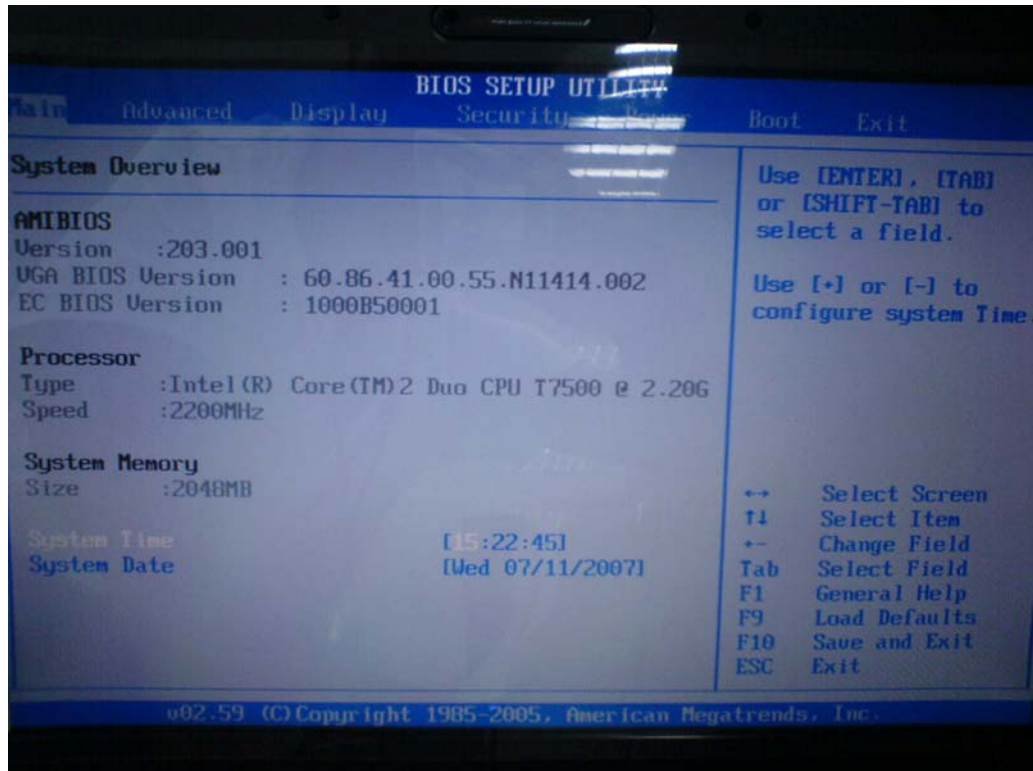 BIOS SETUP UTILITY
Main Advanced Display Security Power Boot Exit
System Overview
AMIBIOS
Version :203.001
VGA BIOS Version : 60.86.41.00.55.N11414.002
EC BIOS Version : 1000B50001
Processor
Type :Intel(R) Core(TM)2 Duo CPU T7500 @ 2.20G
Speed :2200MHz
System Memory
Size :2048MB
System Time [15:22:45]
System Date [Wed 07/11/2007]
Use [ENTER], [TAB]
or [SHIFT-TAB] to
select a field.
Use [+] or [-] to
configure system Time
↔ Select Screen
↑↓ Select Item
+- Change Field
Tab Select Field
F1 General Help
F9 Load Defaults
F10 Save and Exit
ESC Exit
v02.59 (C)Copyright 1985-2005, American Megatrends, Inc.